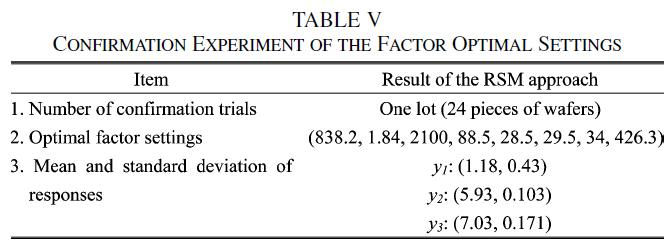 TABLE V
CONFIRMATION EXPERIMENT OF THE FACTOR OPTIMAL SETTINGS
Item Result of the RSM approach
1. Number of confirmation trials One lot (24 pieces of wafers)
2. Optimal factor settings (838.2, 1.84, 2100, 88.5, 28.5, 29.5, 34, 426.3)
3. Mean and standard deviation of y1: (1.18, 0.43)
responses y2: (5.93, 0.103)
y3: (7.03, 0.171)